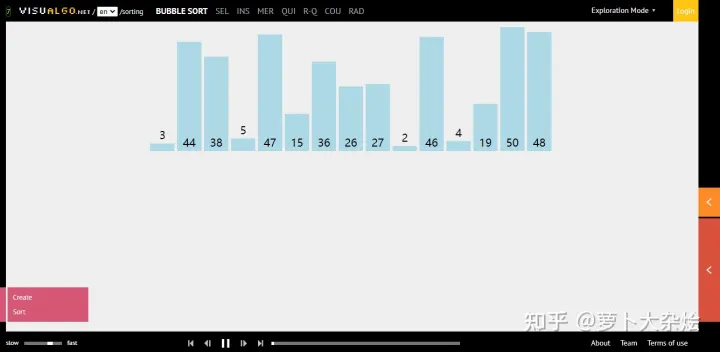 VISUALGO.NET / en /sorting BUBBLE SORT SEL INS MER QUI R-Q COU RAD Exploration Mode Login
3 44 38 5 47 15 36 26 27 2 46 4 19 50 48
Create
Sort
知乎 @萝卜大杂烩
slow fast About Team Terms of use